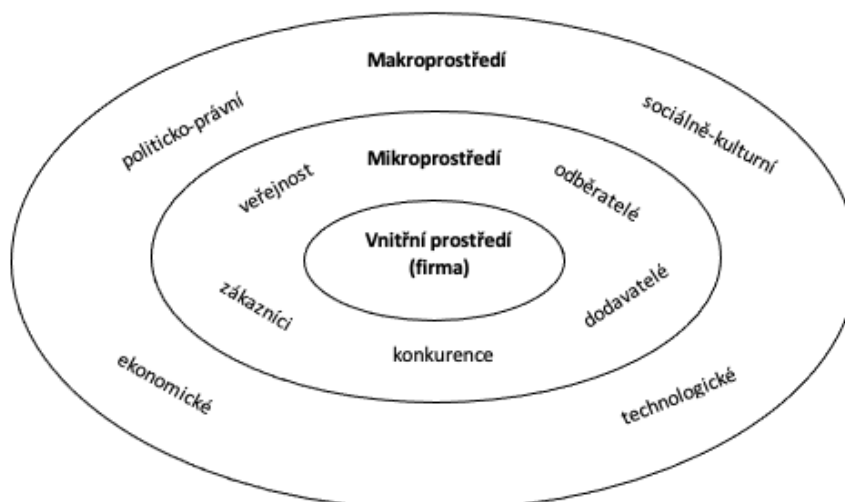 Makroprostředí
politicko-právní
sociálně-kulturní
Mikroprostředí
veřejnost
odběratelé
Vnitřní prostředí
(firma)
zákazníci
dodavatelé
konkurence
ekonomické
technologické